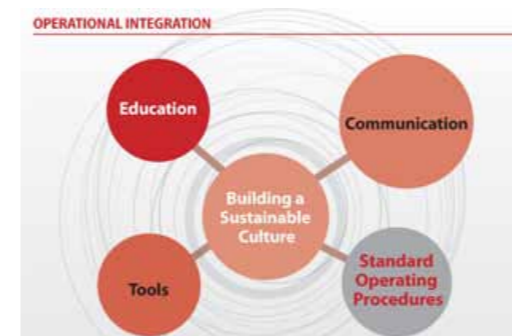 OPERATIONAL INTEGRATION
Education
Communication
Building a
Sustainable
Culture
Tools
Standard
Operating
Procedures